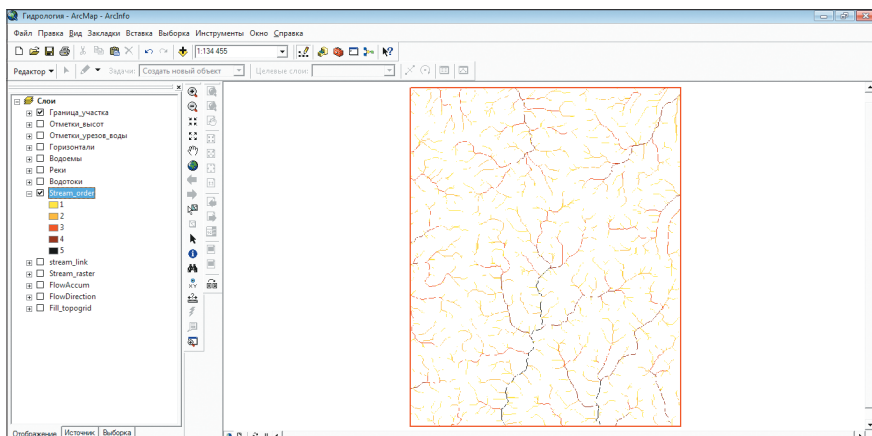 Гидрология - ArcMap - ArcInfo
Файл Правка Вид Закладки Вставка Выборка Инструменты Окно Справка
1:134 455
Редактор Задачи: Создать новый объект Целевые слои:
Слои
Граница_участка
Отметки_высот
Отметки_урезов_воды
Горизонтали
Водоемы
Реки
Водотоки
Stream_order
1
2
3
4
5
stream_link
Stream_raster
FlowAccum
FlowDirection
Fill_topogrid
Отображение Источник Выборка